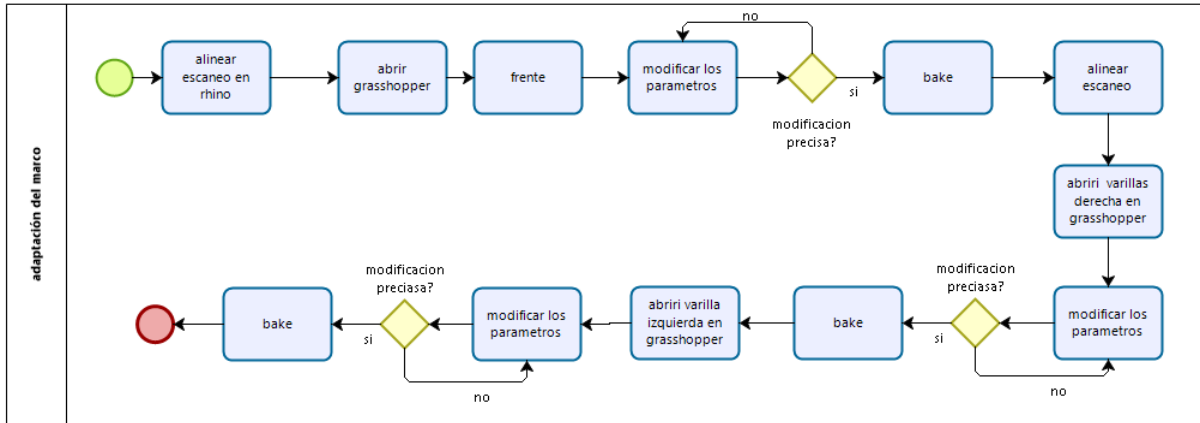 adaptación del marco
alinear
escaneo en
rhino
abrir
grasshopper
frente
modificar los
parametros
no
modificacion
precisa?
si
bake
alinear
escaneo
abriri varillas
derecha en
grasshopper
modificar los
parametros
modificacion
precisa?
no
si
bake
abriri varilla
izquierda en
grasshopper
modificar los
parametros
modificacion
preciasa?
no
si
bake